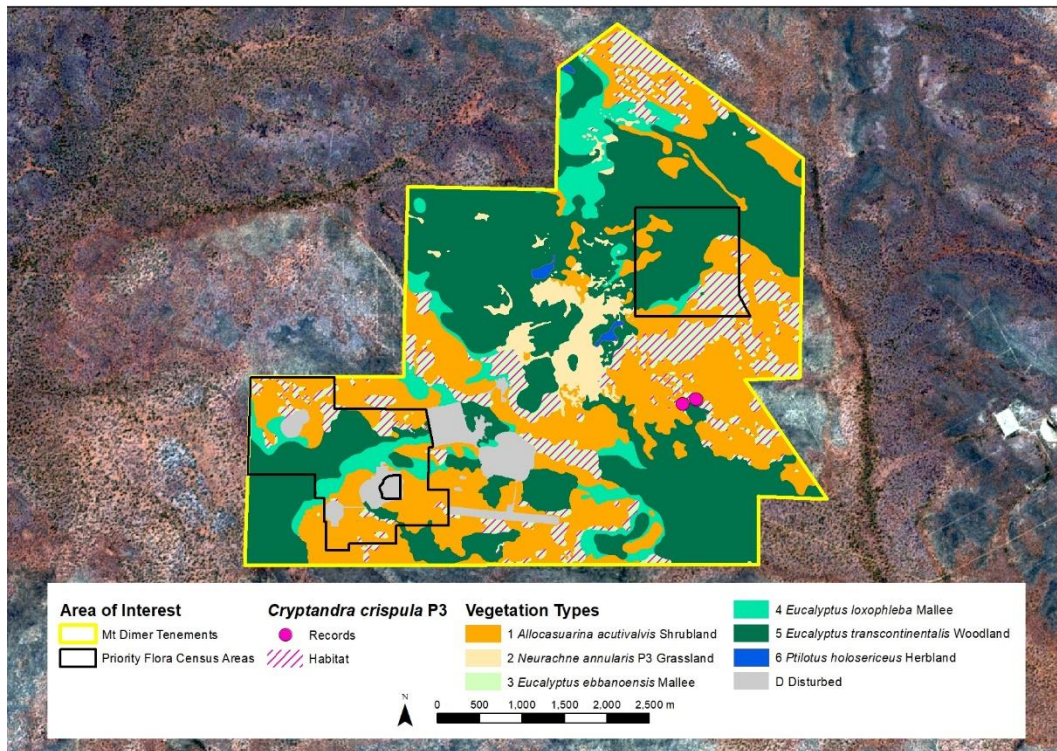 Area of Interest
Mt Dimer Tenements
Priority Flora Census Areas
Cryptandra crispula P3
Records
Habitat
Vegetation Types
1 Allocasuarina acutivalvis Shrubland
2 Neurachne annularis P3 Grassland
3 Eucalyptus ebbanoensis Mallee
4 Eucalyptus loxophleba Mallee
5 Eucalyptus transcontinentalis Woodland
6 Ptilotus holosericeus Herbland
D Disturbed
N
0 500 1,000 1,500 2,000 2,500 m